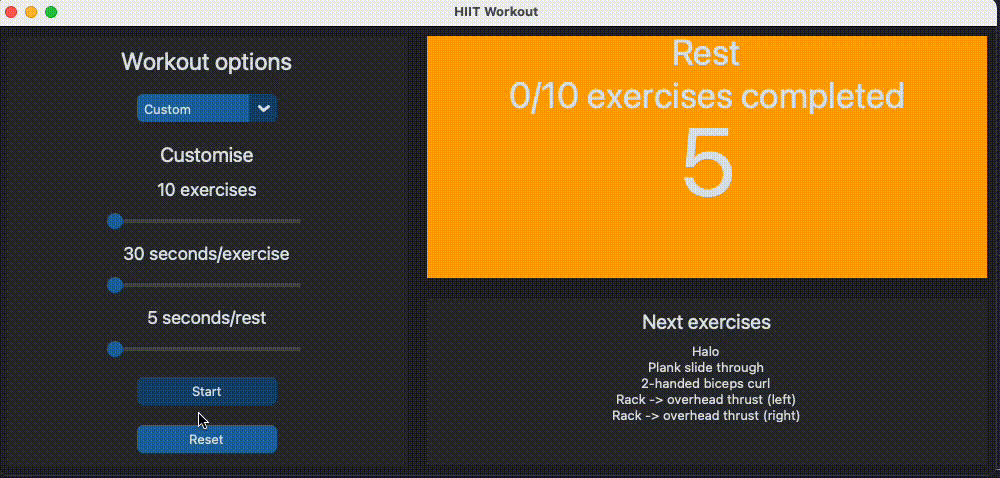 HIIT Workout
Workout options
Custom
Customise
10 exercises
30 seconds/exercise
5 seconds/rest
Start
Reset
Rest
0/10 exercises completed
5
Next exercises
Halo
Plank slide through
2-handed biceps curl
Rack -> overhead thrust (left)
Rack -> overhead thrust (right)